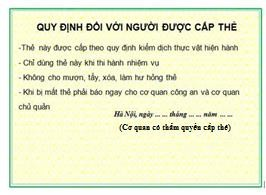 QUY ĐỊNH ĐỐI VỚI NGƯỜI ĐƯỢC CẤP THẺ
-Thẻ này được cấp theo quy định kiểm dịch thực vật hiện hành
- Chỉ dùng thẻ này khi thi hành nhiệm vụ
- Không cho mượn, tẩy, xóa, làm hư hỏng thẻ
- Khi bị mất thẻ phải báo ngay cho cơ quan công an và cơ quan
chủ quản
Hà Nội, ngày ... ... tháng ... ... năm ... ...
(Cơ quan có thẩm quyền cấp thẻ)